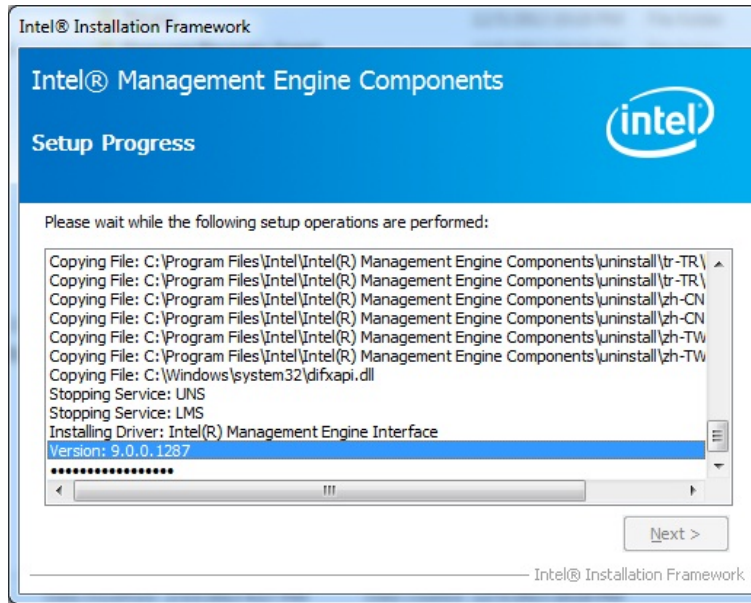 Intel® Installation Framework
Intel® Management Engine Components
Setup Progress
intel
Please wait while the following setup operations are performed:
Copying File: C:\Program Files\Intel\Intel(R) Management Engine Components\uninstall\tr-TR\
Copying File: C:\Program Files\Intel\Intel(R) Management Engine Components\uninstall\tr-TR\
Copying File: C:\Program Files\Intel\Intel(R) Management Engine Components\uninstall\zh-CN
Copying File: C:\Program Files\Intel\Intel(R) Management Engine Components\uninstall\zh-CN
Copying File: C:\Program Files\Intel\Intel(R) Management Engine Components\uninstall\zh-TW
Copying File: C:\Program Files\Intel\Intel(R) Management Engine Components\uninstall\zh-TW
Copying File: C:\Windows\system32\difxapi.dll
Stopping Service: UNS
Stopping Service: LMS
Installing Driver: Intel(R) Management Engine Interface
Version: 9.0.0.1287
•••••••••••••••••
Next >
Intel® Installation Framework